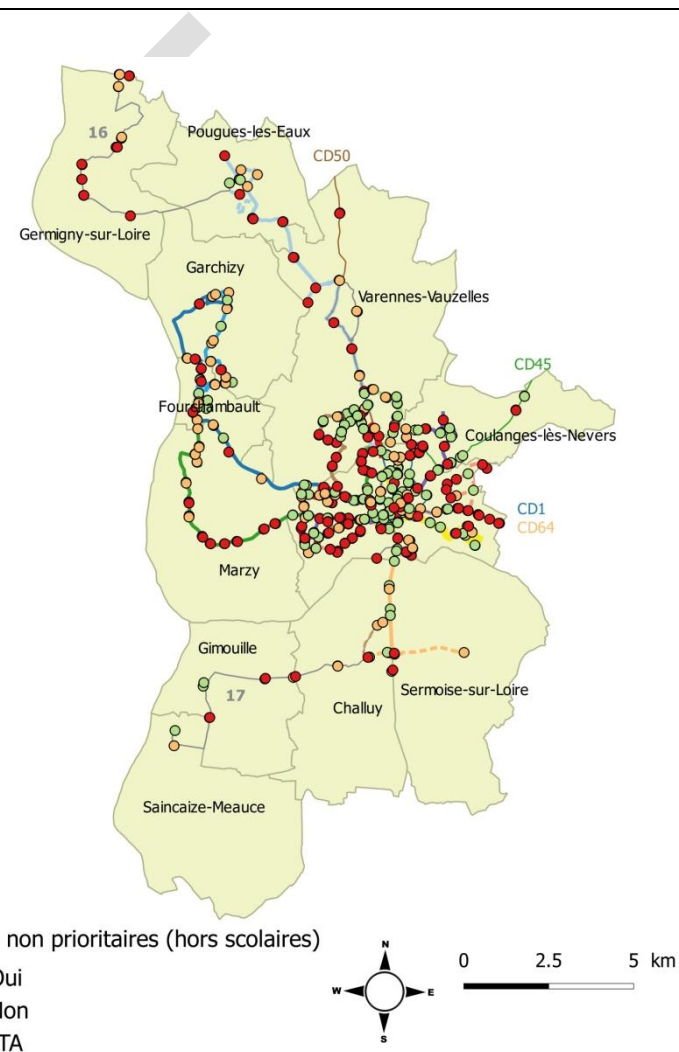 Pougues-les-Eaux
16
CD50
Germigny-sur-Loire
Garchizy
Varennes-Vauzelles
CD45
Fourchambault
Coulanges-lès-Nevers
CD1
CD64
Marzy
Gimouille
17
Sermoise-sur-Loire
Challuy
Saincaize-Meauce
non prioritaires (hors scolaires)
N
0 2.5 5 km
W E
S